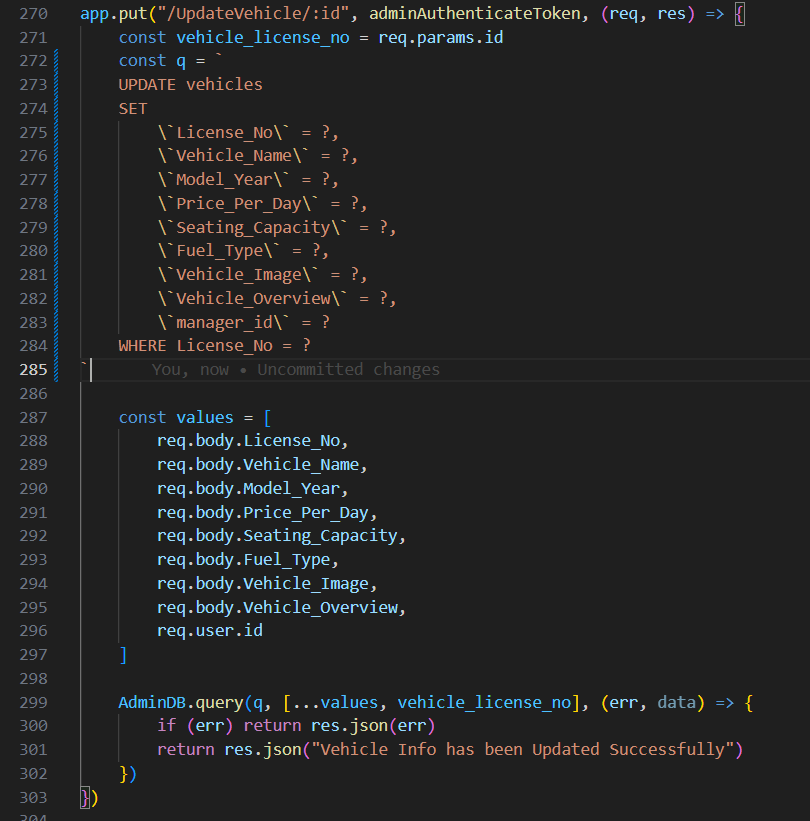 270 app.put("/UpdateVehicle/:id", adminAuthenticateToken, (req, res) => {
271     const vehicle_license_no = req.params.id
272     const q = `
273     UPDATE vehicles
274     SET
275         \`License_No\` = ?,
276         \`Vehicle_Name\` = ?,
277         \`Model_Year\` = ?,
278         \`Price_Per_Day\` = ?,
279         \`Seating_Capacity\` = ?,
280         \`Fuel_Type\` = ?,
281         \`Vehicle_Image\` = ?,
282         \`Vehicle_Overview\` = ?,
283         \`manager_id\` = ?
284     WHERE License_No = ?
285 `      You, now • Uncommitted changes
286
287     const values = [
288         req.body.License_No,
289         req.body.Vehicle_Name,
290         req.body.Model_Year,
291         req.body.Price_Per_Day,
292         req.body.Seating_Capacity,
293         req.body.Fuel_Type,
294         req.body.Vehicle_Image,
295         req.body.Vehicle_Overview,
296         req.user.id
297     ]
298
299     AdminDB.query(q, [...values, vehicle_license_no], (err, data) => {
300         if (err) return res.json(err)
301         return res.json("Vehicle Info has been Updated Successfully")
302     })
303 })
304